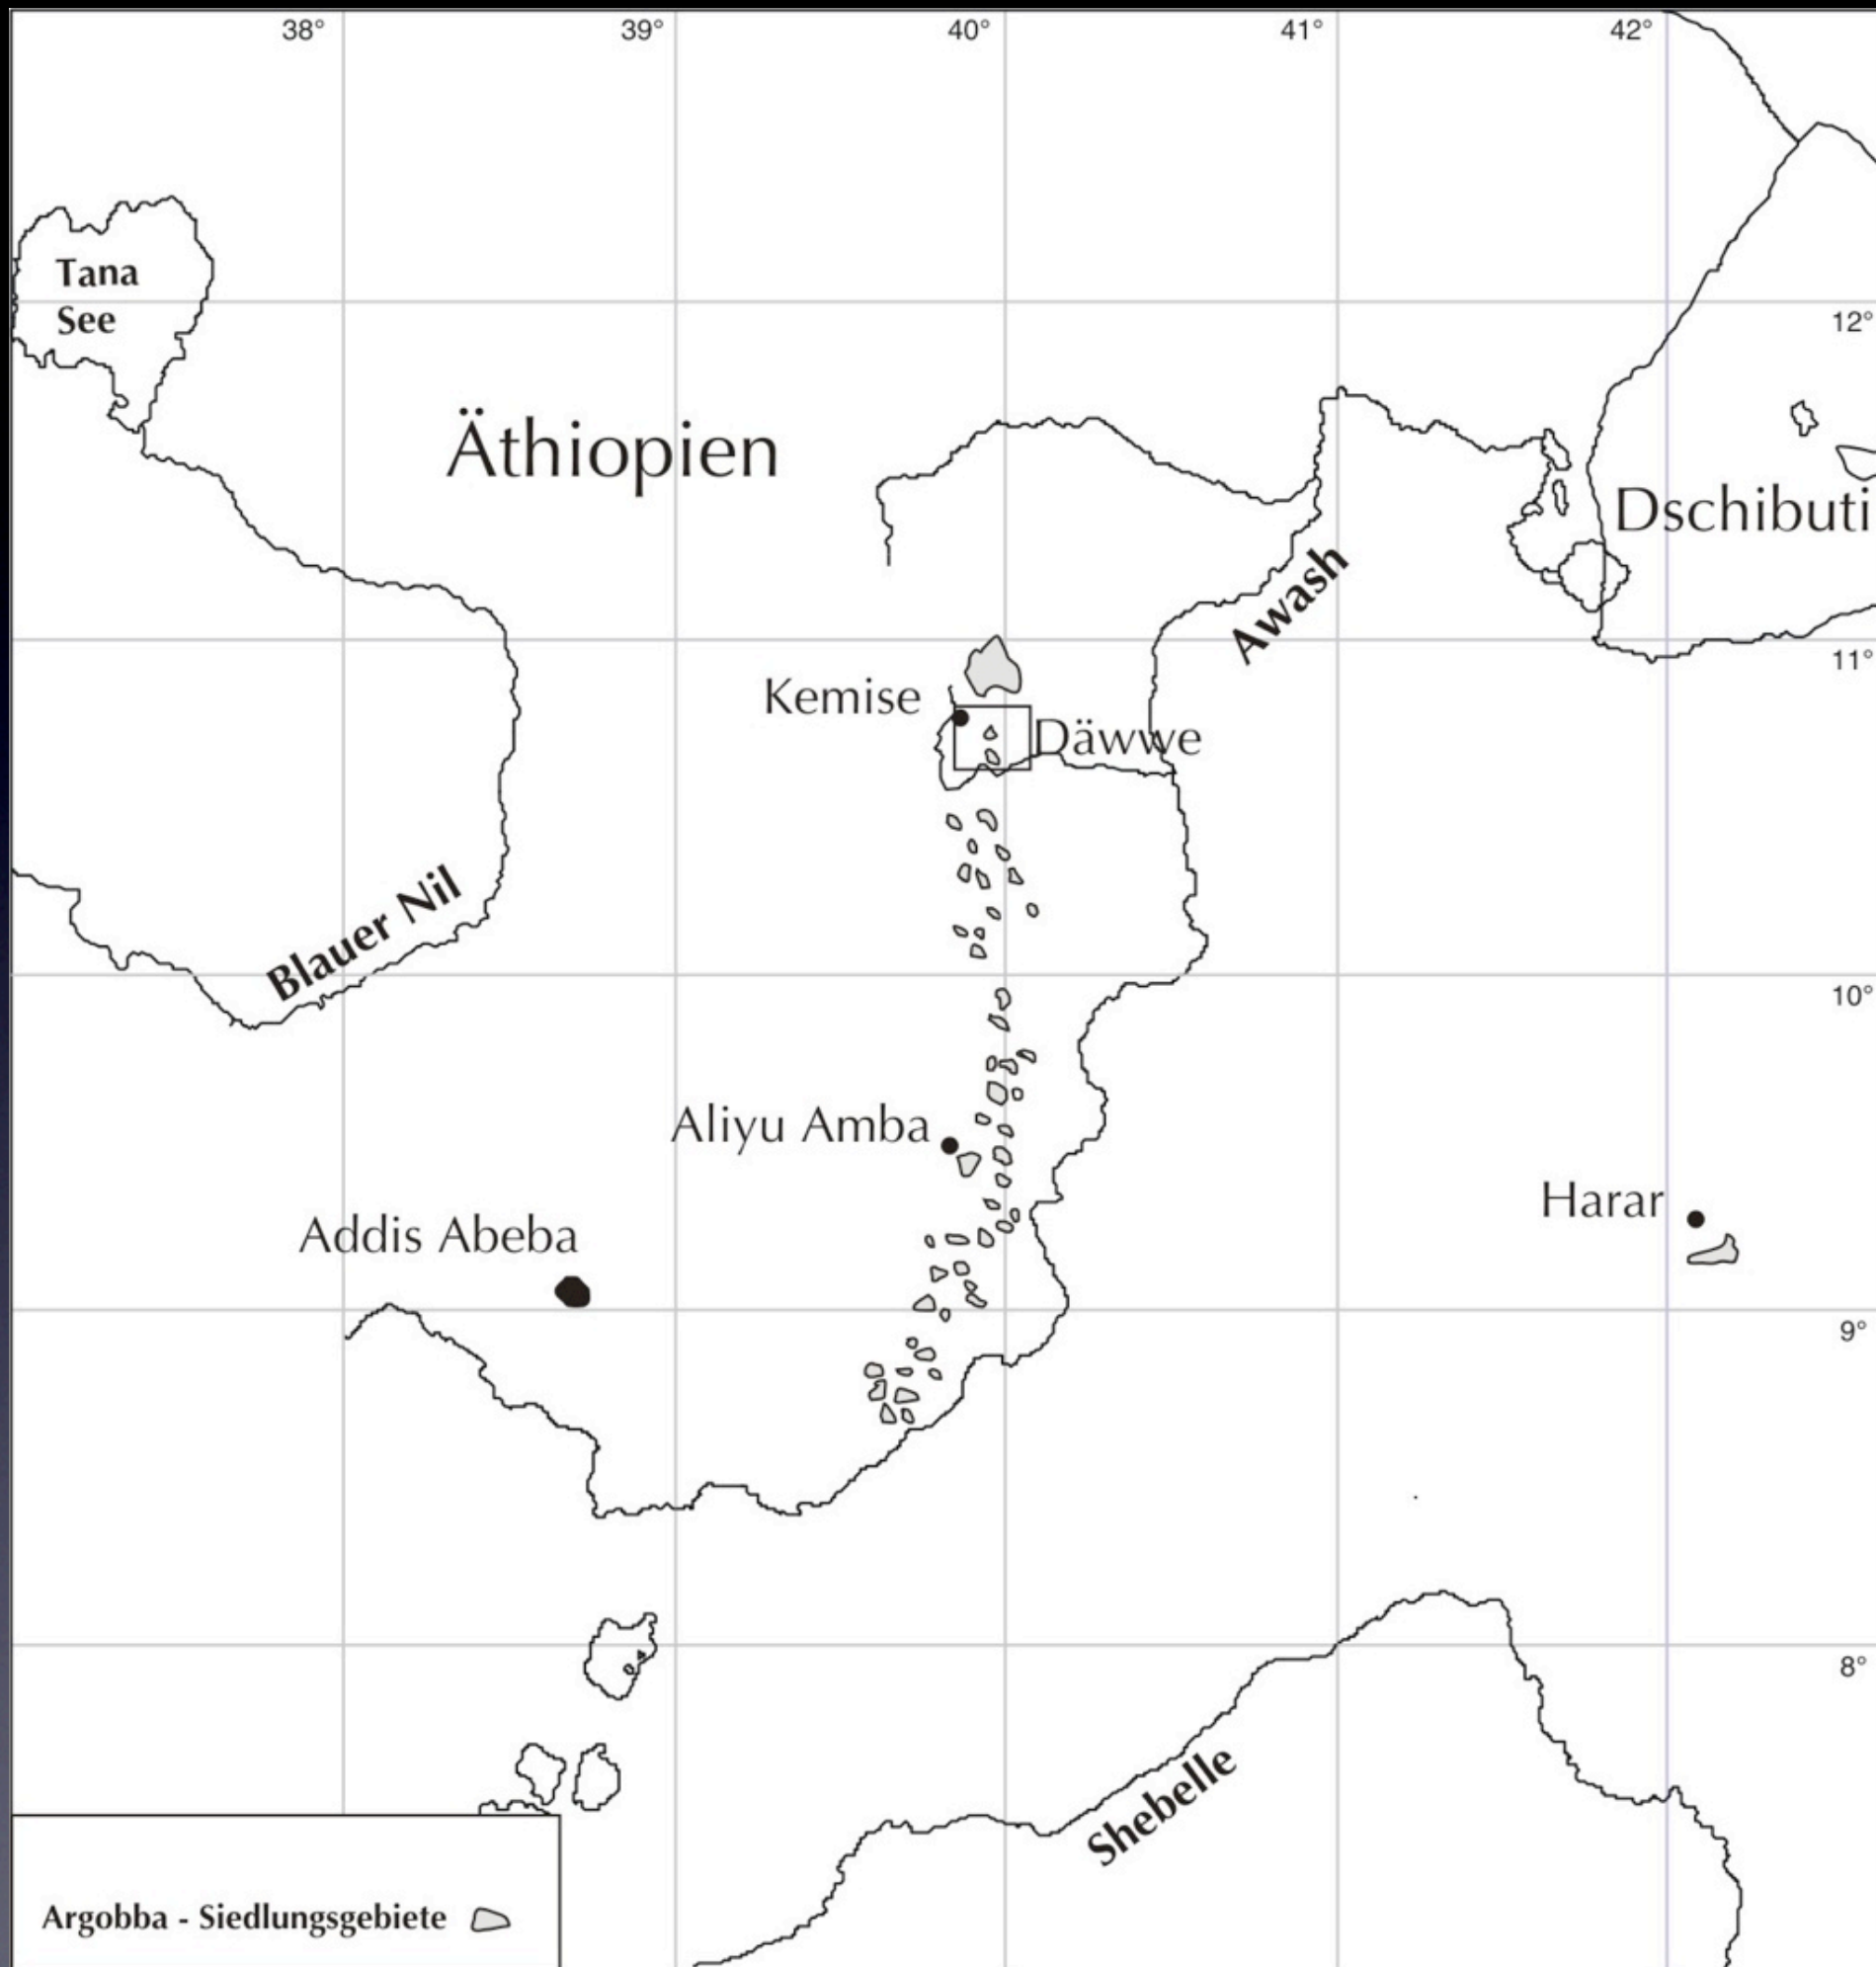 38°
39°
40°
41°
42°
Tana
See
12°
Äthiopien
Dschibuti
Awash
11°
Kemise
Däwwe
Blauer Nil
10°
Aliyu Amba
Harar
Addis Abeba
9°
8°
Shebelle
Argobba - Siedlungsgebiete